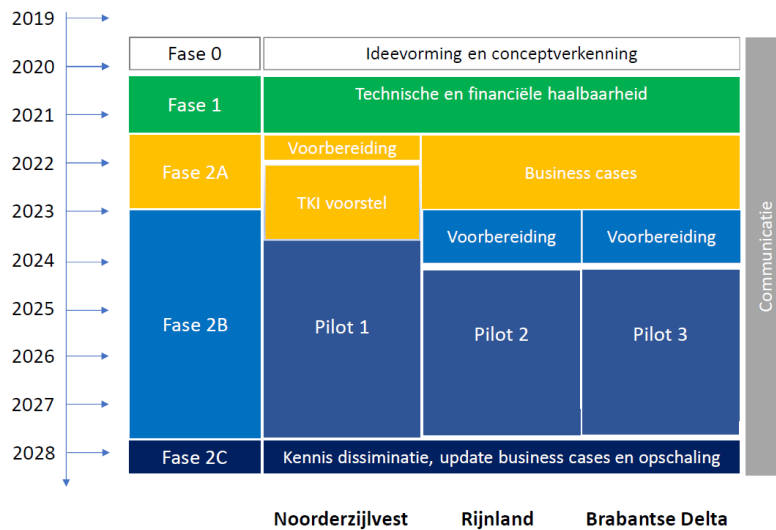 2019
Fase 0
Ideevorming en conceptverkenning
2020
Fase 1
Technische en financiële haalbaarheid
2021
Fase 2A
Voorbereiding
2022
TKI voorstel
Business cases
2023
Voorbereiding
Voorbereiding
2024
Fase 2B
Pilot 1
Pilot 2
Pilot 3
2025
2026
2027
2028
Fase 2C
Kennis dissiminatie, update business cases en opschaling
Communicatie
Noorderzijlvest
Rijnland
Brabantse Delta